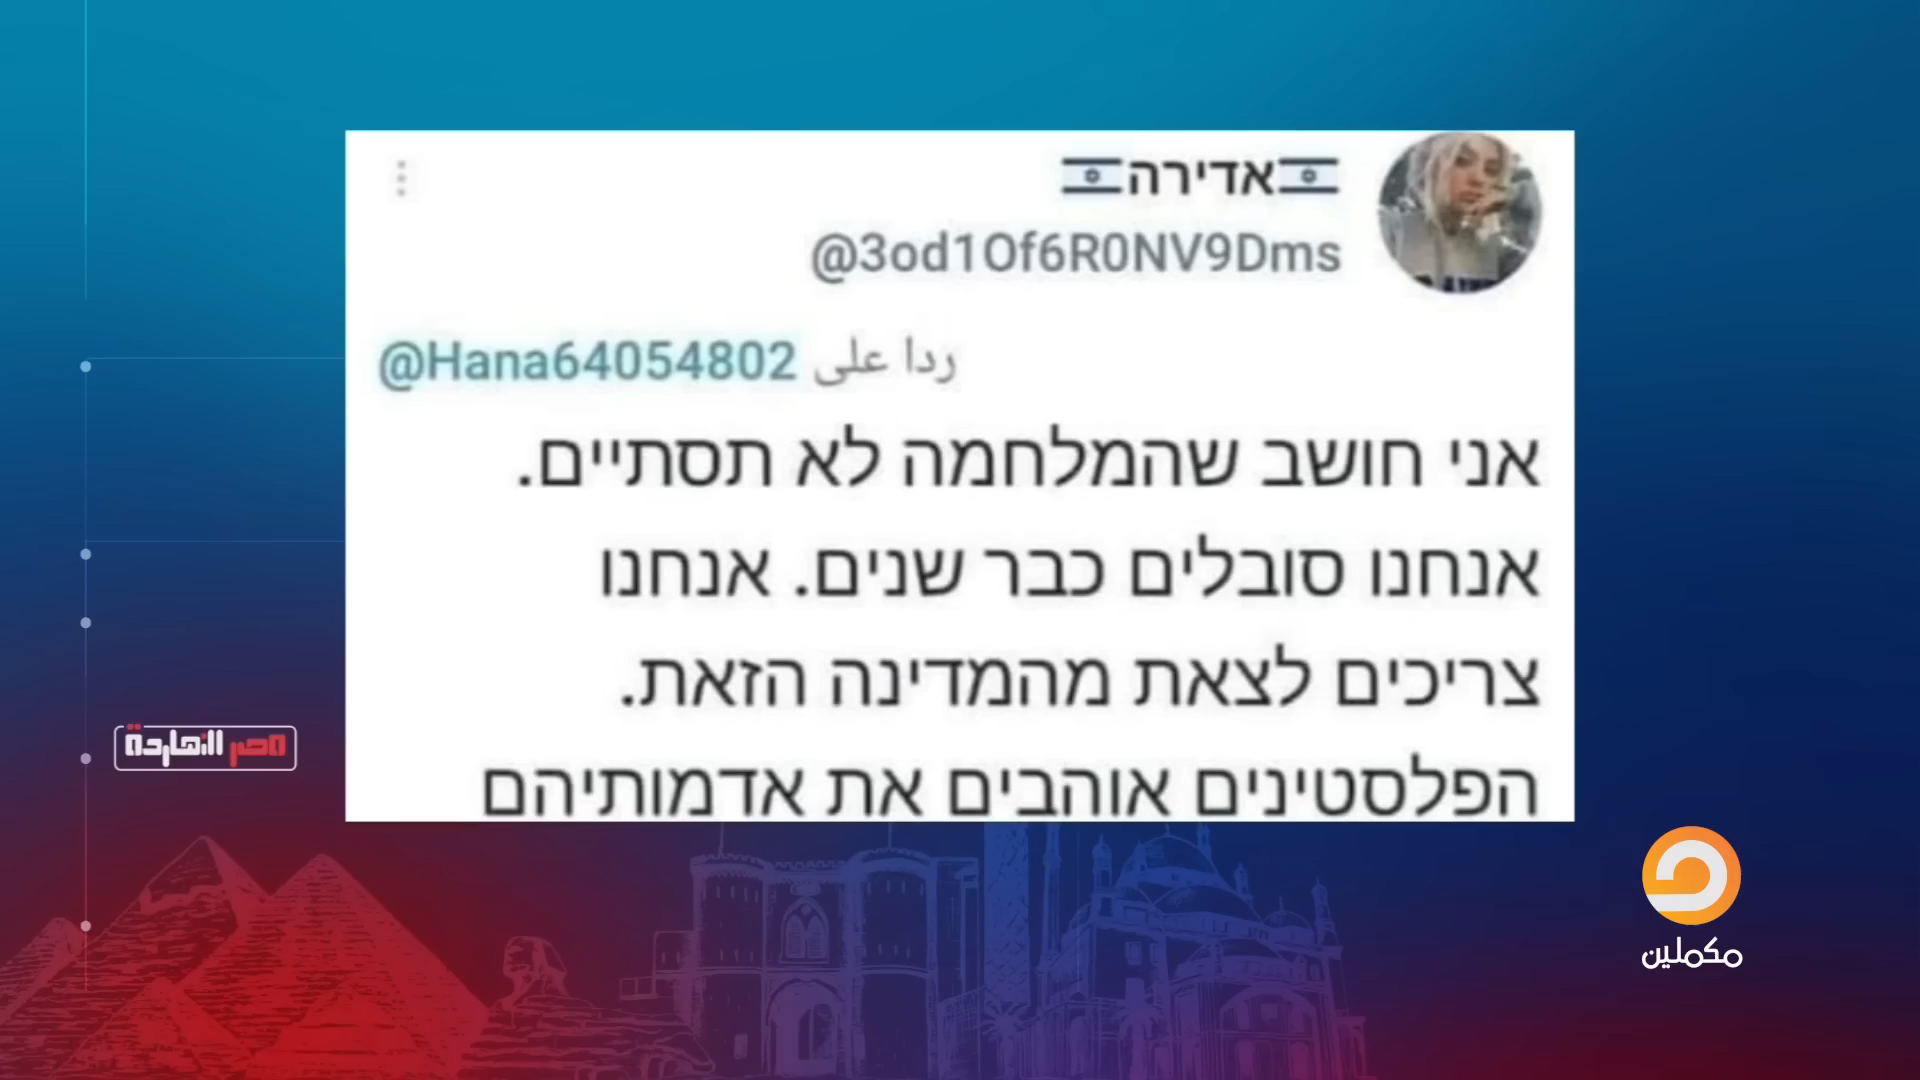 🇮🇱אדירה🇮🇱
@3od1Of6R0NV9Dms
ردا على @Hana64054802
אני חושב שהמלחמה לא תסתיים.
אנחנו סובלים כבר שנים. אנחנו
צריכים לצאת מהמדינה הזאת.
הפלסטינים אוהבים את אדמותיהם
مصر النهاردة
مكملين